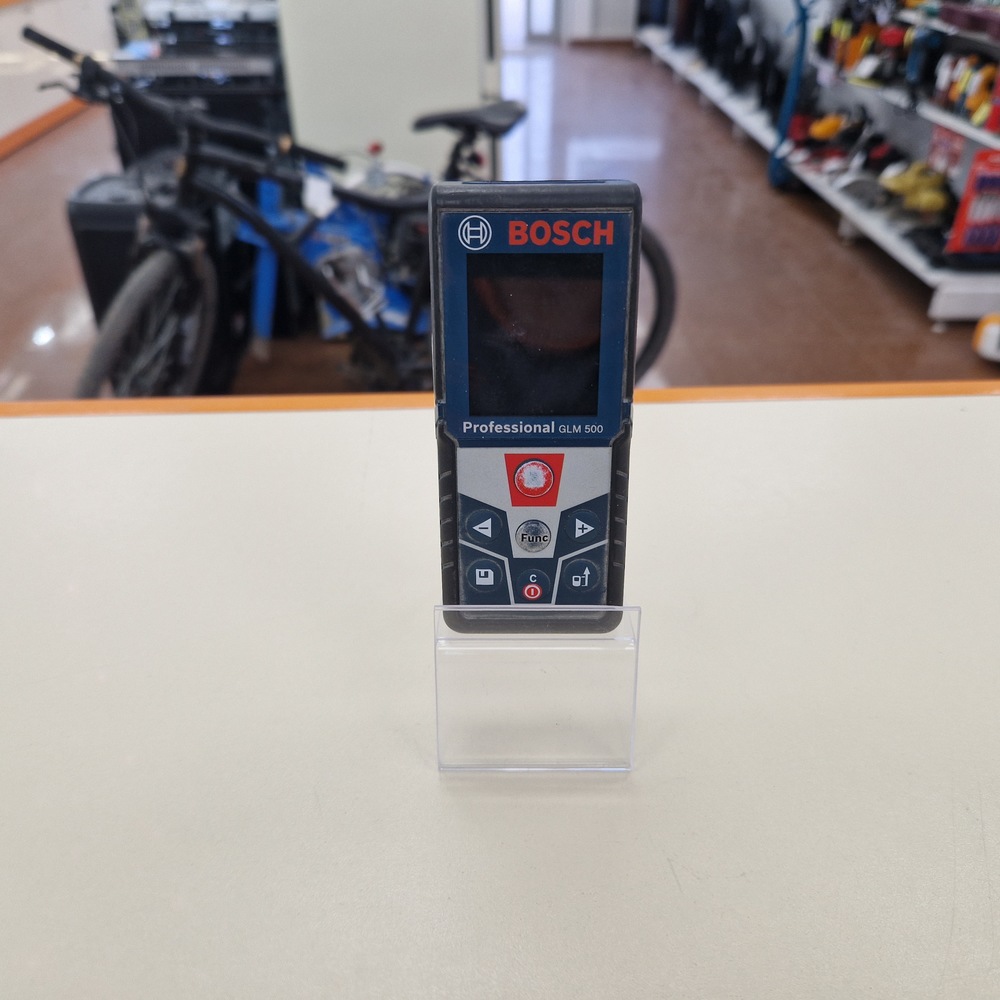 BOSCH
Professional GLM 500
Func
C